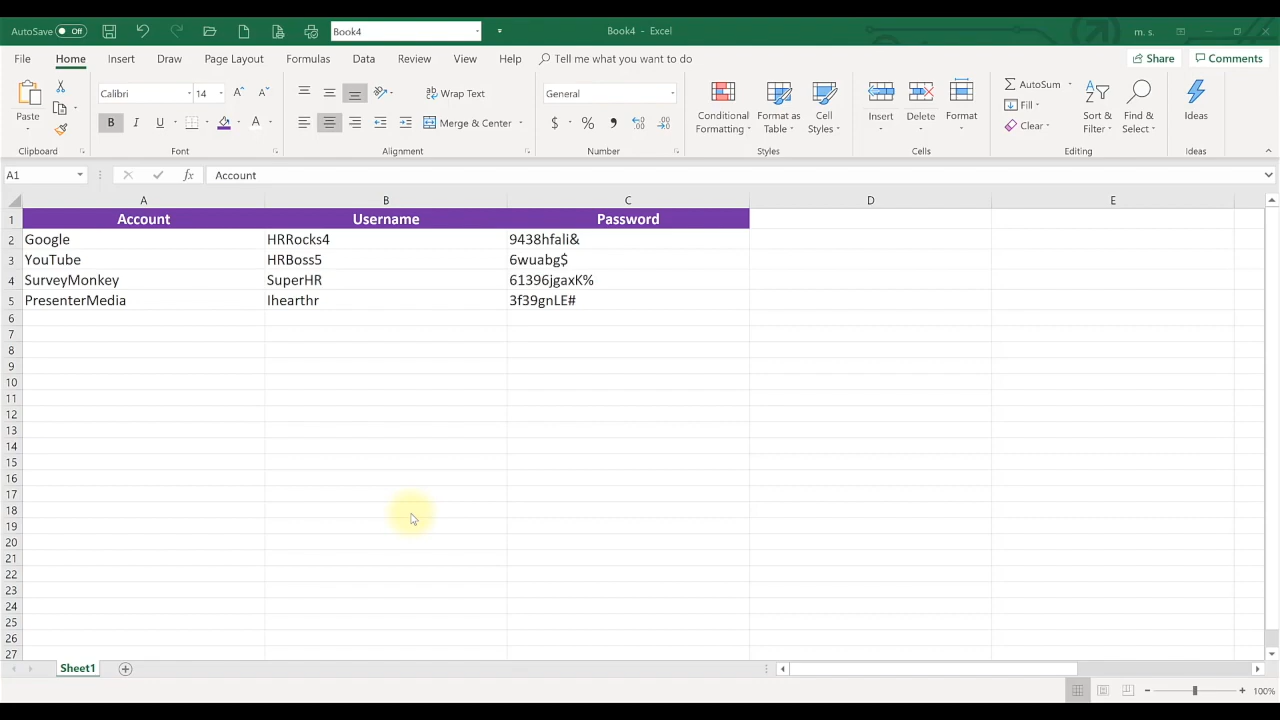 AutoSave Off Book4 Book4 - Excel m. s.
File Home Insert Draw Page Layout Formulas Data Review View Help Tell me what you want to do Share Comments
Paste Calibri 14 Wrap Text General Conditional Formatting Format as Table Cell Styles Insert Delete Format AutoSum Fill Clear Sort & Filter Find & Select Ideas
B I U A Merge & Center $ % ,
Clipboard Font Alignment Number Styles Cells Editing Ideas
A1 fx Account
A B C D E
1 Account Username Password
2 Google HRRocks4 9438hfali&
3 YouTube HRBoss5 6wuabg$
4 SurveyMonkey SuperHR 61396jgaxK%
5 PresenterMedia Ihearthr 3f39gnLE#
6
7
8
9
10
11
12
13
14
15
16
17
18
19
20
21
22
23
24
25
26
27
Sheet1
100%